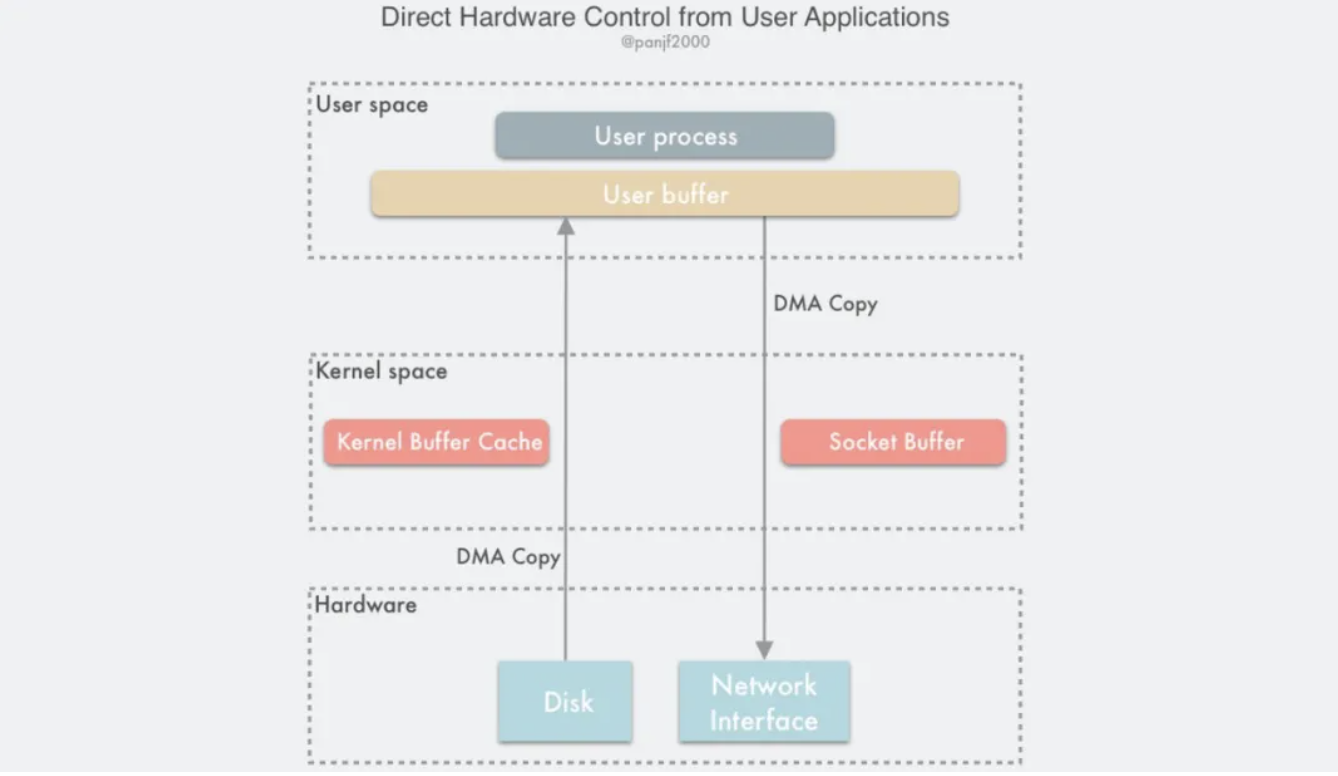 Direct Hardware Control from User Applications
@panjf2000
User space
User process
User buffer
DMA Copy
Kernel space
Kernel Buffer Cache
Socket Buffer
DMA Copy
Hardware
Disk
Network
Interface